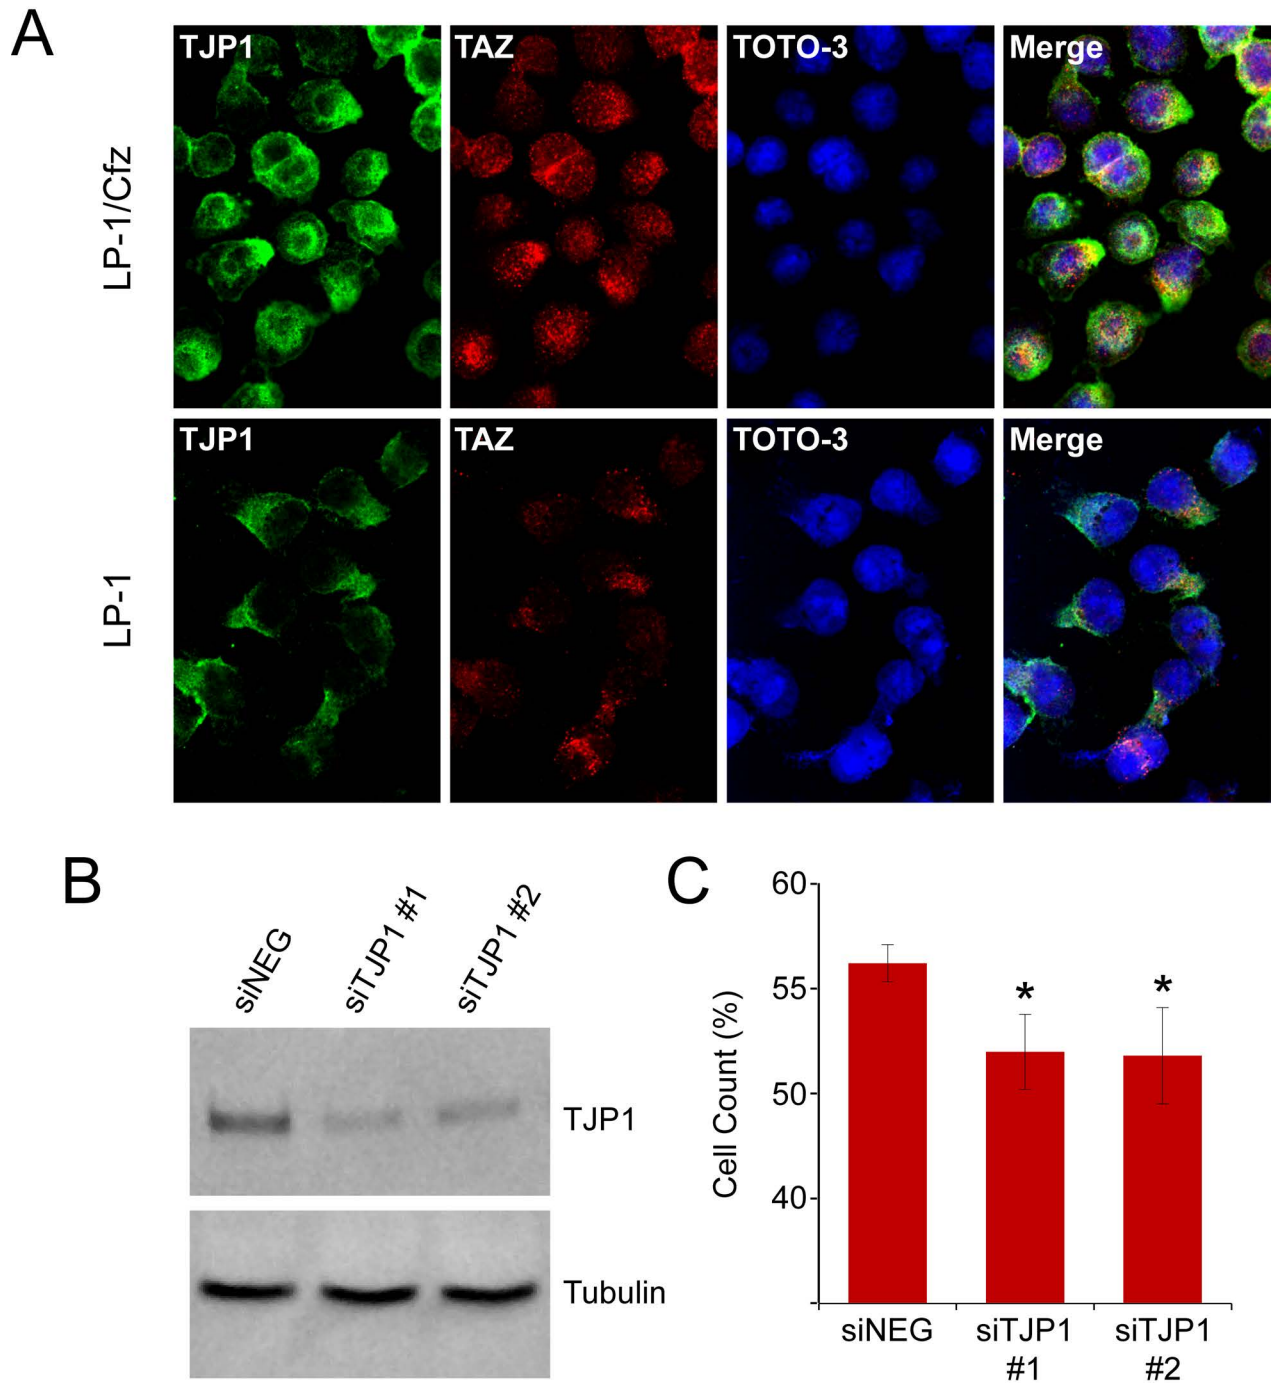 A
TJP1 TAZ TOTO-3 Merge
LP-1/Cfz
TJP1 TAZ TOTO-3 Merge
LP-1
B
siNEG siTJP1 #1 siTJP1 #2
TJP1
Tubulin
C
Cell Count (%)
60
55
50
40
* *
siNEG siTJP1 siTJP1
#1 #2